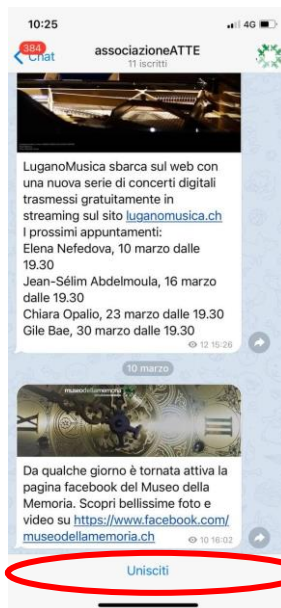 10:25
4G
384
Chat
associazioneATTE
11 iscritti
LuganoMusica sbarca sul web con
una nuova serie di concerti digitali
trasmessi gratuitamente in
streaming sul sito luganomusica.ch
I prossimi appuntamenti:
Elena Nefedova, 10 marzo dalle
19.30
Jean-Sélim Abdelmoula, 16 marzo
dalle 19.30
Chiara Opalio, 23 marzo dalle 19.30
Gile Bae, 30 marzo dalle 19.30
12 15:26
10 marzo
museodellamemoria
Da qualche giorno è tornata attiva la
pagina facebook del Museo della
Memoria. Scopri bellissime foto e
video su https://www.facebook.com/
museodellamemoria.ch
10 16:02
Unisciti